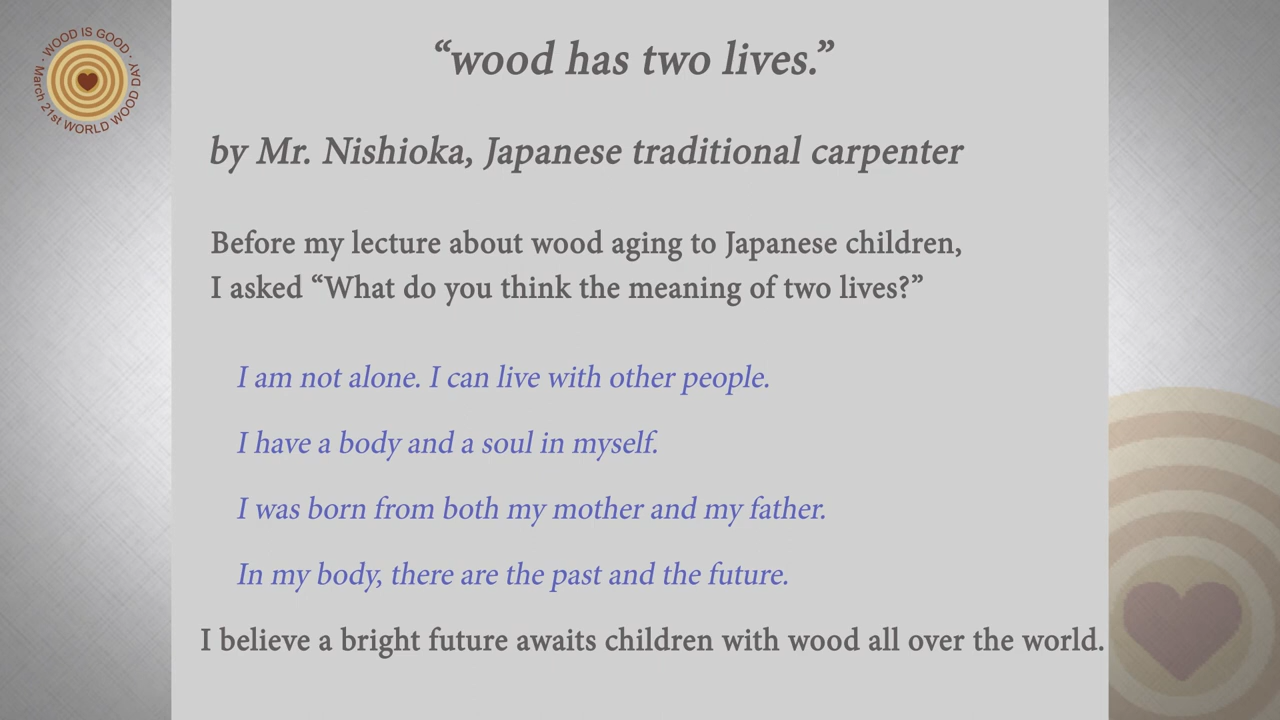 WOOD IS GOOD · March 21st WORLD WOOD DAY ·
“wood has two lives.”
by Mr. Nishioka, Japanese traditional carpenter
Before my lecture about wood aging to Japanese children,
I asked “What do you think the meaning of two lives?”
I am not alone. I can live with other people.
I have a body and a soul in myself.
I was born from both my mother and my father.
In my body, there are the past and the future.
I believe a bright future awaits children with wood all over the world.